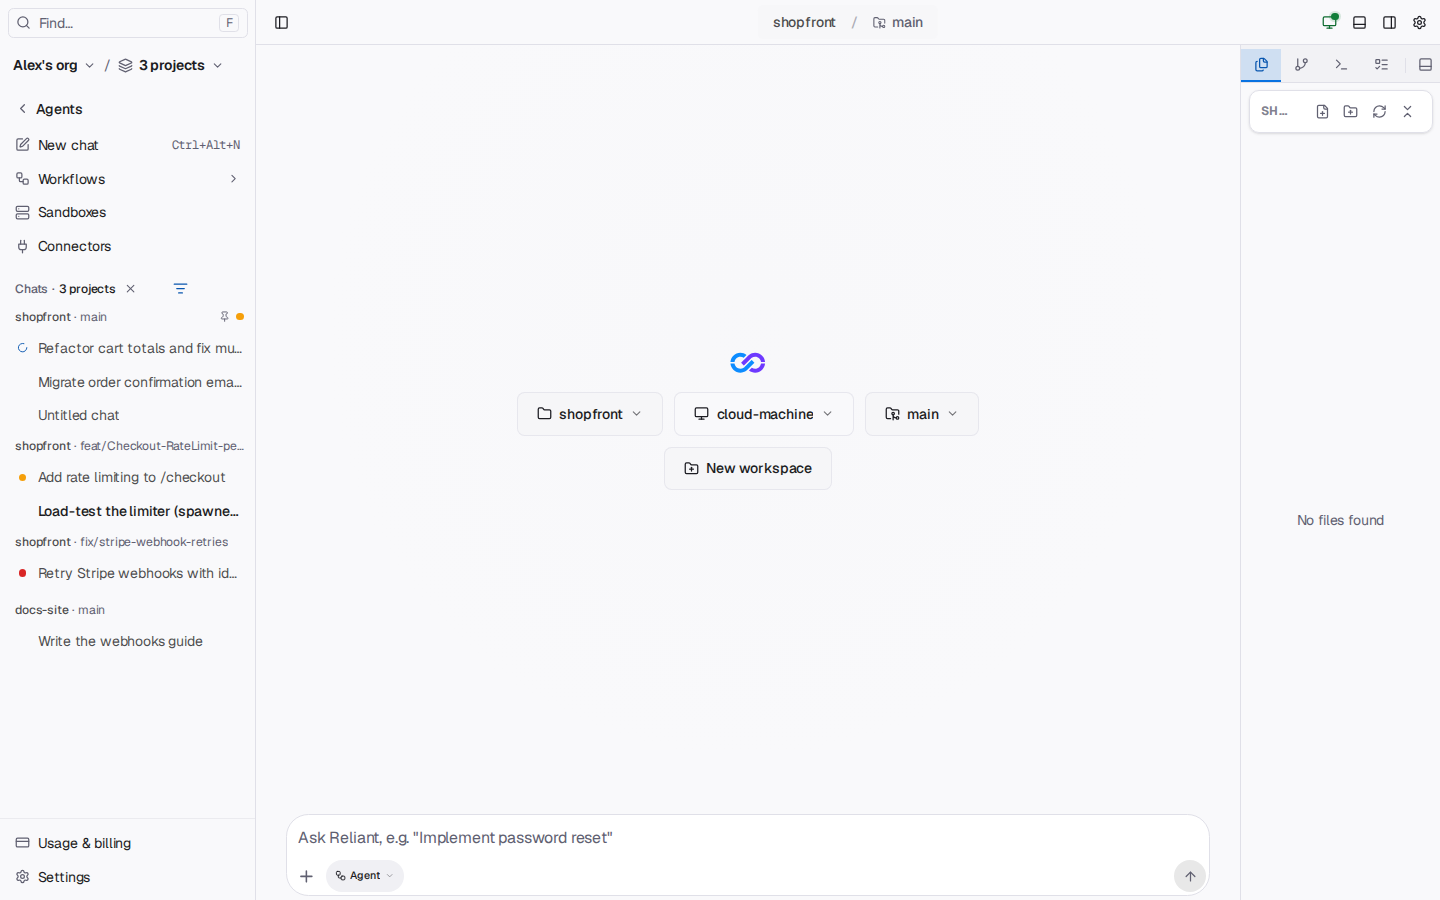 Find...
F
Alex's org / 3 projects
Agents
New chat
Ctrl+Alt+N
Workflows
Sandboxes
Connectors
Chats · 3 projects
shopfront · main
Refactor cart totals and fix mu...
Migrate order confirmation ema...
Untitled chat
shopfront · feat/Checkout-RateLimit-pe...
Add rate limiting to /checkout
Load-test the limiter (spawne...
shopfront · fix/stripe-webhook-retries
Retry Stripe webhooks with id...
docs-site · main
Write the webhooks guide
Usage & billing
Settings
shopfront / main
shopfront
cloud-machine
main
New workspace
Ask Reliant, e.g. "Implement password reset"
Agent
SH...
No files found